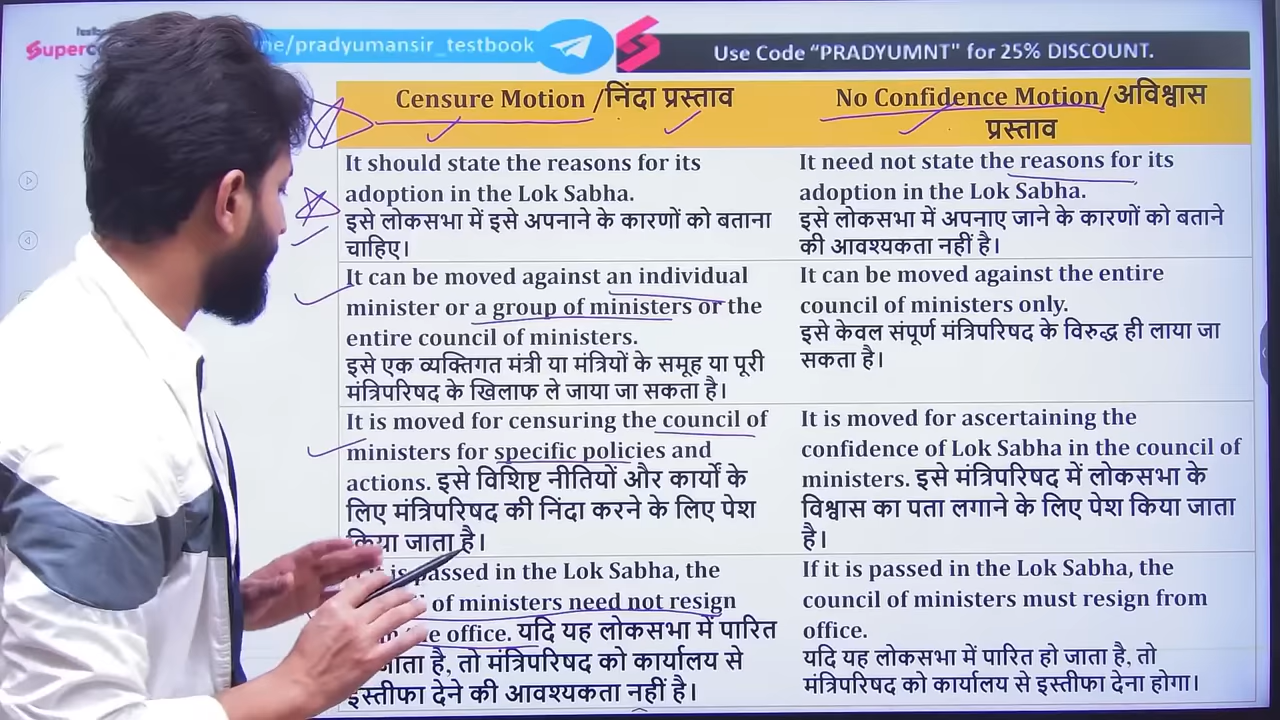 Super
ne/pradyumansir_testbook
Use Code “PRADYUMNT" for 25% DISCOUNT.
Censure Motion /निंदा प्रस्ताव
No Confidence Motion/अविश्वास
प्रस्ताव
It should state the reasons for its
adoption in the Lok Sabha.
इसे लोकसभा में इसे अपनाने के कारणों को बताना
चाहिए।
It need not state the reasons for its
adoption in the Lok Sabha.
इसे लोकसभा में अपनाए जाने के कारणों को बताने
की आवश्यकता नहीं है।
It can be moved against an individual
minister or a group of ministers or the
entire council of ministers.
इसे एक व्यक्तिगत मंत्री या मंत्रियों के समूह या पूरी
मंत्रिपरिषद के खिलाफ ले जाया जा सकता है।
It can be moved against the entire
council of ministers only.
इसे केवल संपूर्ण मंत्रिपरिषद के विरुद्ध ही लाया जा
सकता है।
It is moved for censuring the council of
ministers for specific policies and
actions. इसे विशिष्ट नीतियों और कार्यों के
लिए मंत्रिपरिषद की निंदा करने के लिए पेश
किया जाता है।
It is moved for ascertaining the
confidence of Lok Sabha in the council of
ministers. इसे मंत्रिपरिषद में लोकसभा के
विश्वास का पता लगाने के लिए पेश किया जाता
है।
is passed in the Lok Sabha, the
of ministers need not resign
office. यदि यह लोकसभा में पारित
जाता है, तो मंत्रिपरिषद को कार्यालय से
इस्तीफा देने की आवश्यकता नहीं है।
If it is passed in the Lok Sabha, the
council of ministers must resign from
office.
यदि यह लोकसभा में पारित हो जाता है, तो
मंत्रिपरिषद को कार्यालय से इस्तीफा देना होगा।